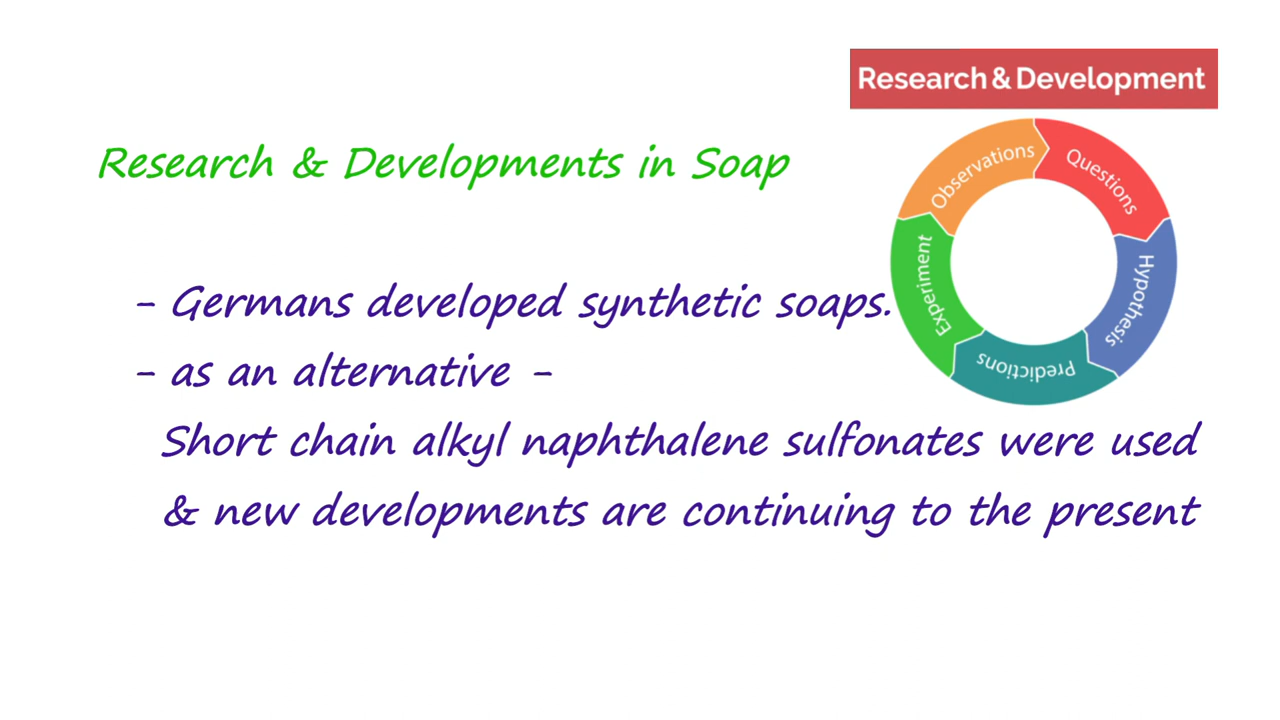 Research & Development
Research & Developments in Soap
Observations
Questions
Hypothesis
Predictions
Experiment
- Germans developed synthetic soaps.
- as an alternative -
Short chain alkyl naphthalene sulfonates were used
& new developments are continuing to the present